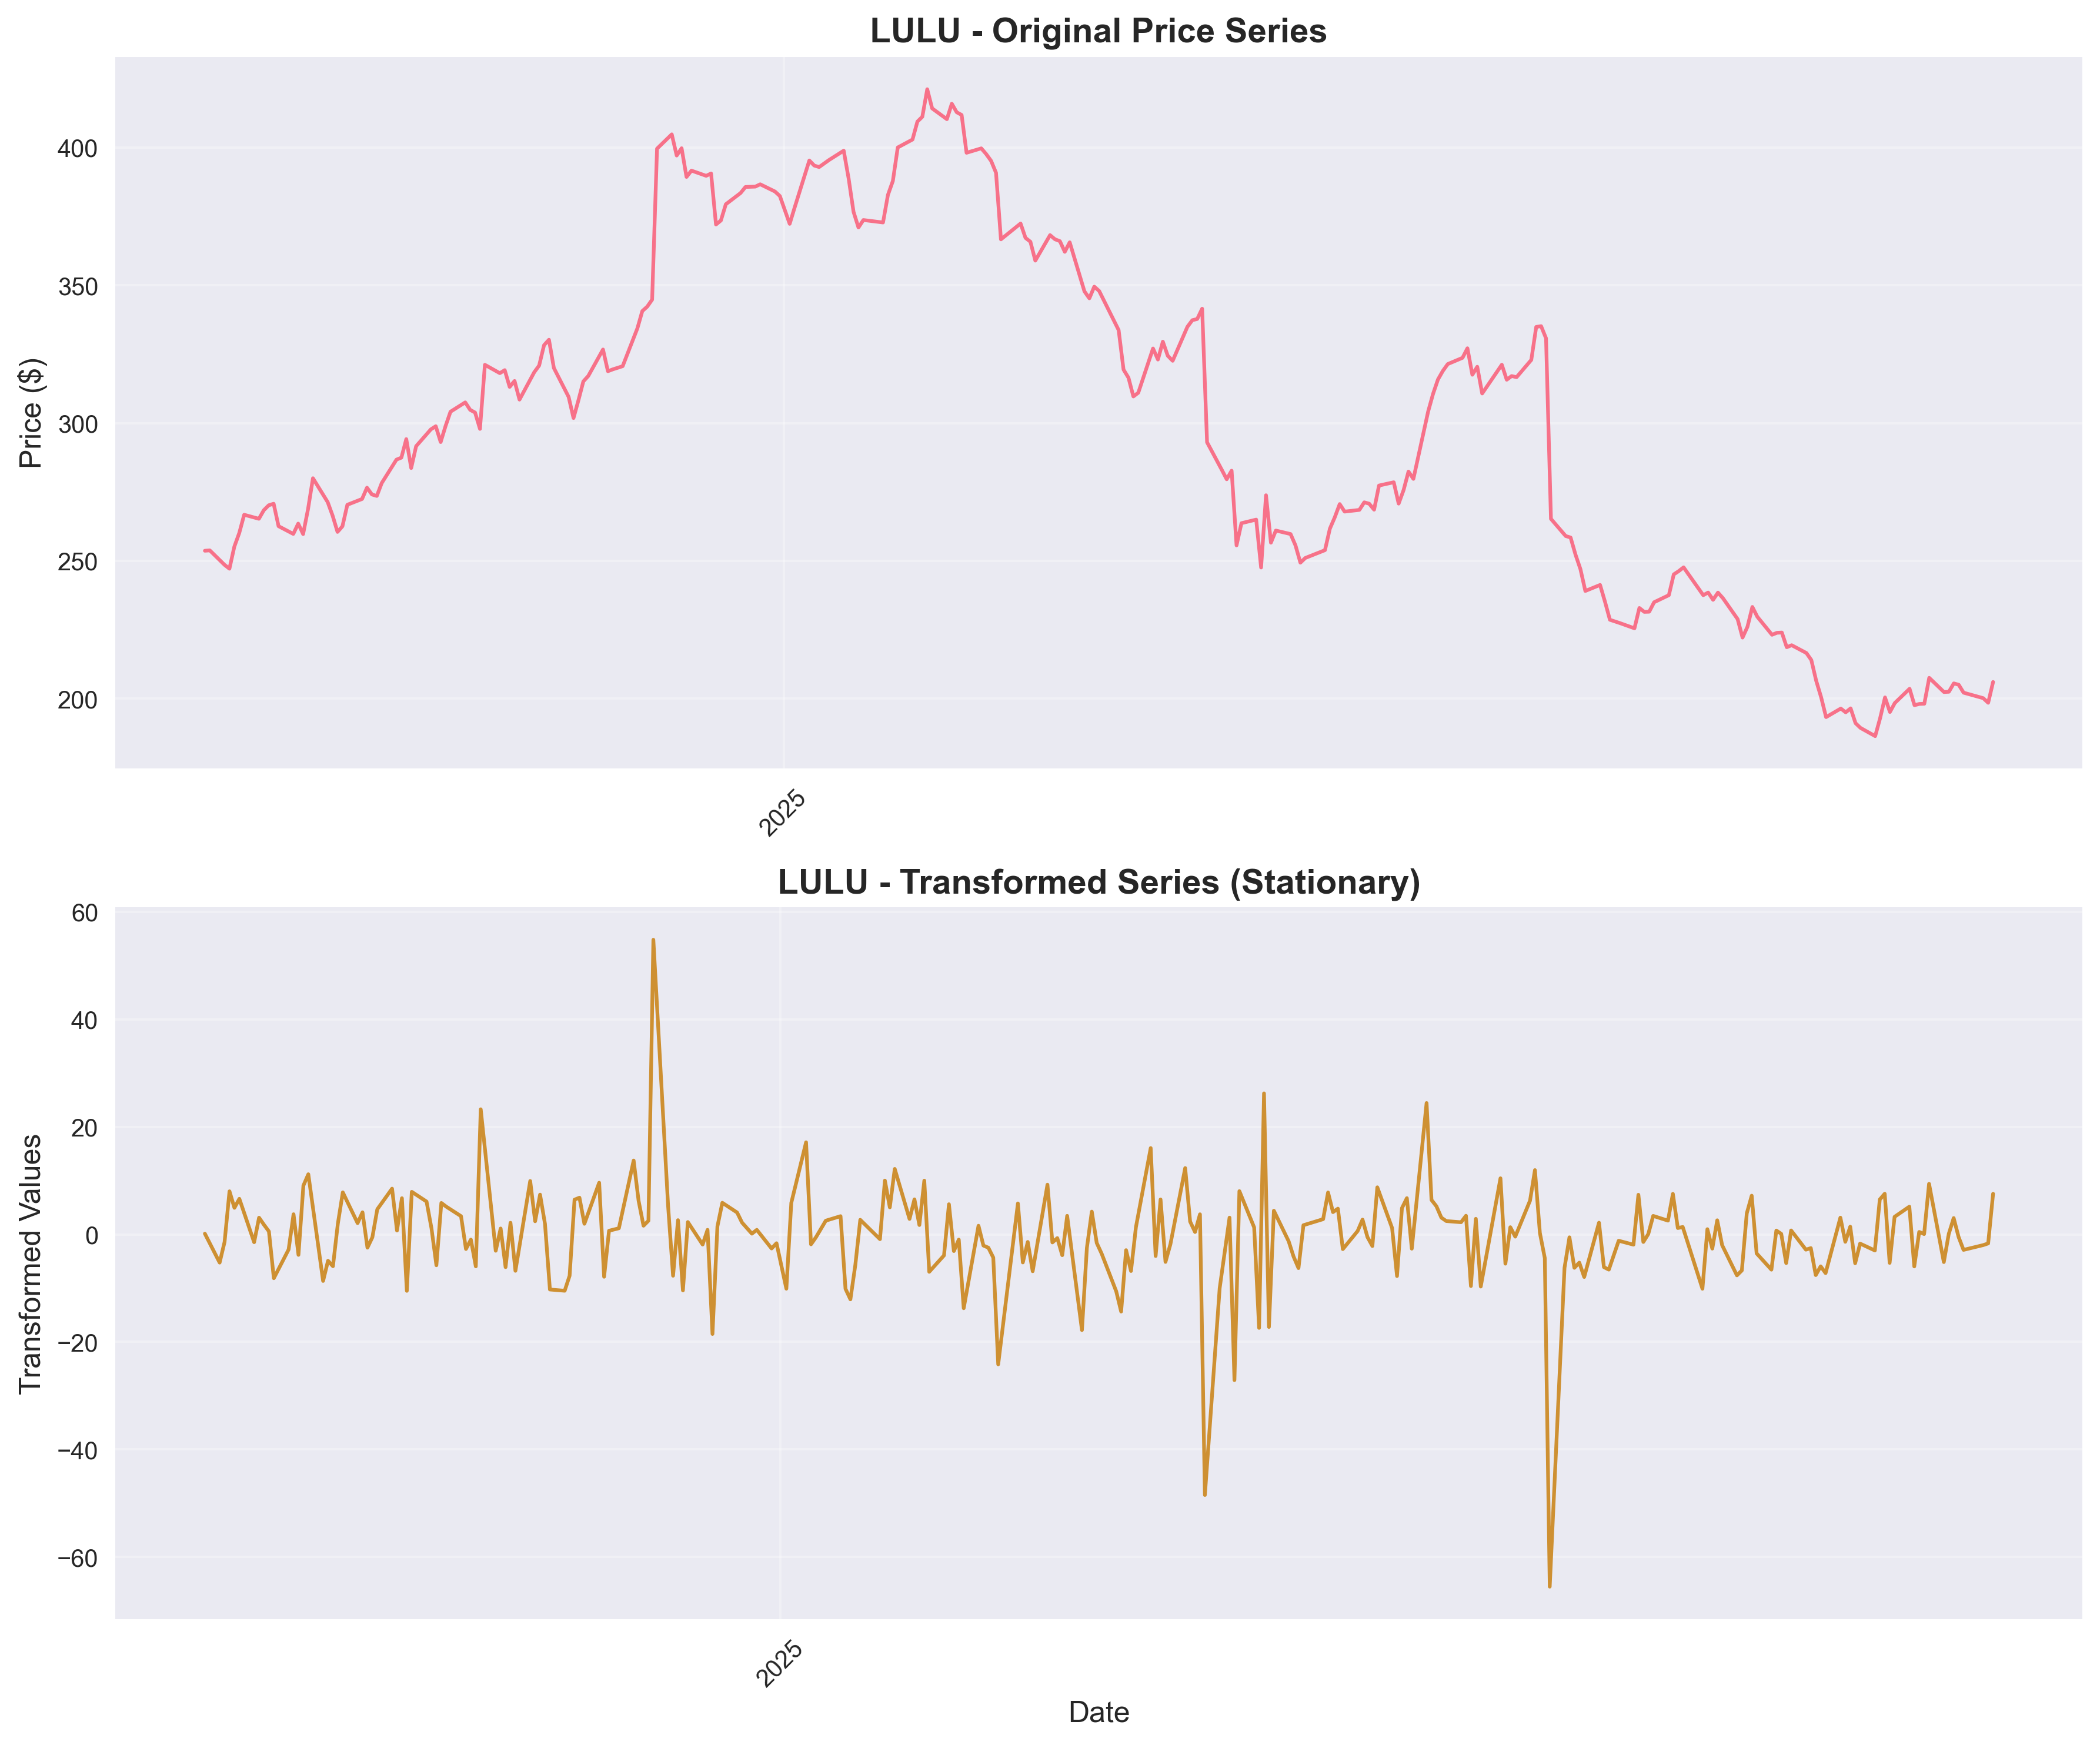 LULU - Original Price Series
Price ($)
400
350
300
250
200
2025
LULU - Transformed Series (Stationary)
Transformed Values
60
40
20
0
−20
−40
−60
2025
Date